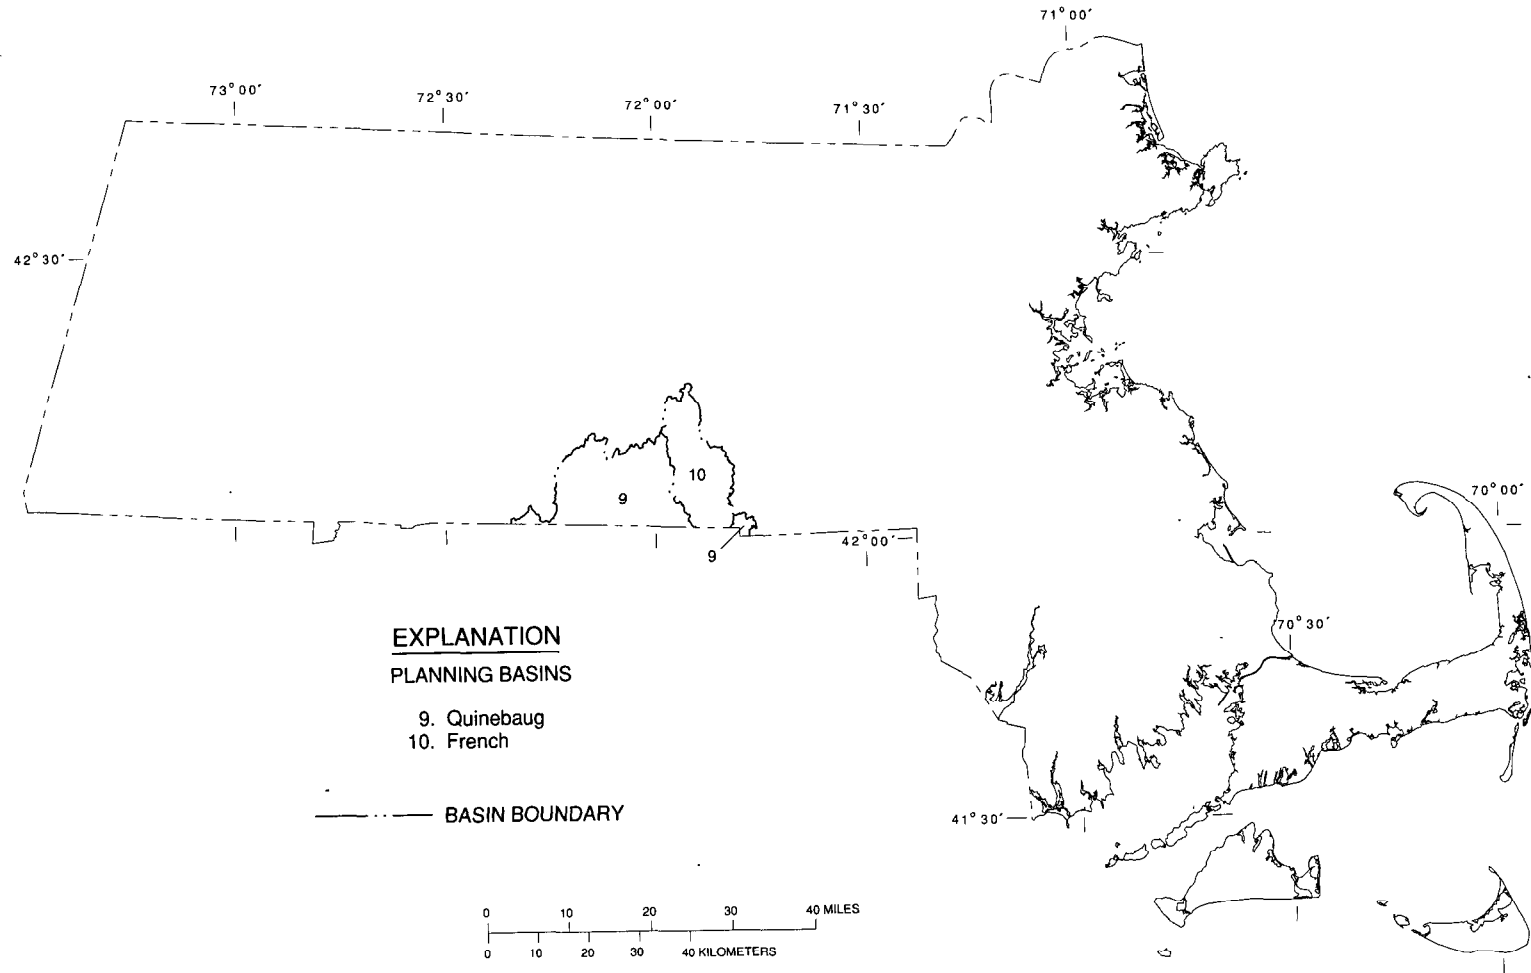 71°00′
73°00′
72°30′
72°00′
71°30′
42°30′
10
9
70°00′
9
42°00′
EXPLANATION
PLANNING BASINS
9. Quinebaug
10. French
70°30′
BASIN BOUNDARY
41°30′
0 10 20 30 40 MILES
0 10 20 30 40 KILOMETERS